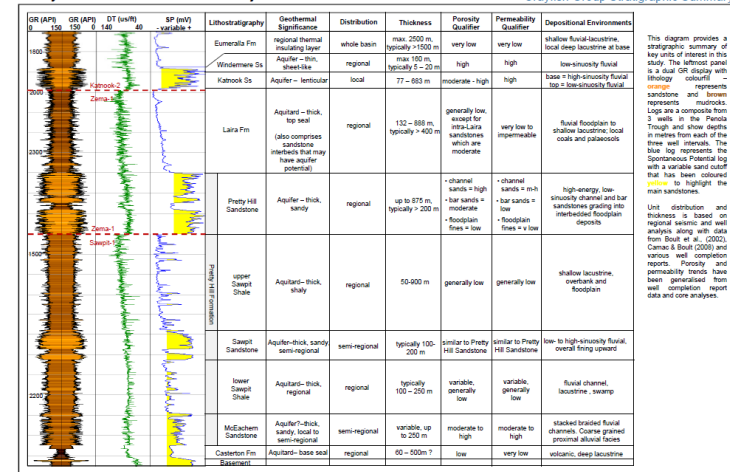 Crayfish Group Stratigraphic Summary
GR (API) GR (API) DT (us/ft) SP (mV)
150 150 140 40 - variable +
Lithostratigraphy Geothermal Significance Distribution Thickness Porosity Qualifier Permeability Qualifier Depositional Environments
Eumeralla Fm regional thermal insulating layer whole basin max. 2500 m, typically >1500 m very low very low shallow fluvial-lacustrine, local deep lacustrine at base
Windermere Ss Aquifer – thin, sheet-like regional max 160 m, typically 5 – 20 m high high low-sinuosity fluvial
Katnook Ss Aquifer – lenticular local 77 – 683 m moderate - high high base = high-sinuosity fluvial top = low-sinuosity fluvial
Laira Fm Aquitard – thick, top seal (also comprises sandstone interbeds that may have aquifer potential) regional 132 – 888 m, typically > 400 m generally low, except for intra-Laira sandstones which are moderate very low to impermeable fluvial floodplain to shallow lacustrine; local coals and palaeosols
Pretty Hill Sandstone Aquifer – thick, sandy regional up to 875 m, typically > 200 m - channel sands = high - bar sands = moderate - floodplain fines = low - channel sands = m-h - bar sands = low - floodplain fines = v low high-energy, low-sinuosity channel and bar sandstones grading into interbedded floodplain deposits
upper Sawpit Shale Aquitard– thick, shaly regional 50-900 m generally low generally low shallow lacustrine, overbank and floodplain
Sawpit Sandstone Aquifer–thick, sandy, semi-regional semi-regional typically 100-200 m similar to Pretty Hill Sandstone similar to Pretty Hill Sandstone low- to high-sinuosity fluvial, overall fining upward
lower Sawpit Shale Aquitard– thick, regional regional typically 100 – 250 m variable, generally low variable, generally low fluvial channel, lacustrine , swamp
McEachern Sandstone Aquifer?–thick, sandy, local to semi-regional semi-regional variable, up to 250 m moderate to high moderate to high stacked braided fluvial channels. Coarse grained proximal alluvial facies
Casterton Fm Aquitard– base seal regional 60 – 500m ? low very low volcanic, deep lacustrine
Basement
Pretty Hill Formation
Katnook-2
2000
Zema-1
2300
Zema-1
Sawpit-1
1500
2200
This diagram provides a
stratigraphic summary of
key units of interest in this
study. The leftmost panel
is a dual GR display with
lithology colourfill –
orange represents
sandstone and brown
represents mudrocks.
Logs are a composite from
3 wells in the Penola
Trough and show depths
in metres from each of the
three well intervals. The
blue log represents the
Spontaneous Potential log
with a variable sand cutoff
that has been coloured
yellow to highlight the
main sandstones.
Unit distribution and
thickness is based on
regional seismic and well
analysis along with data
from Boult et al., (2002),
Camac & Boult (2008) and
various well completion
reports. Porosity and
permeability trends have
been generalised from
well completion report
data and core analyses.